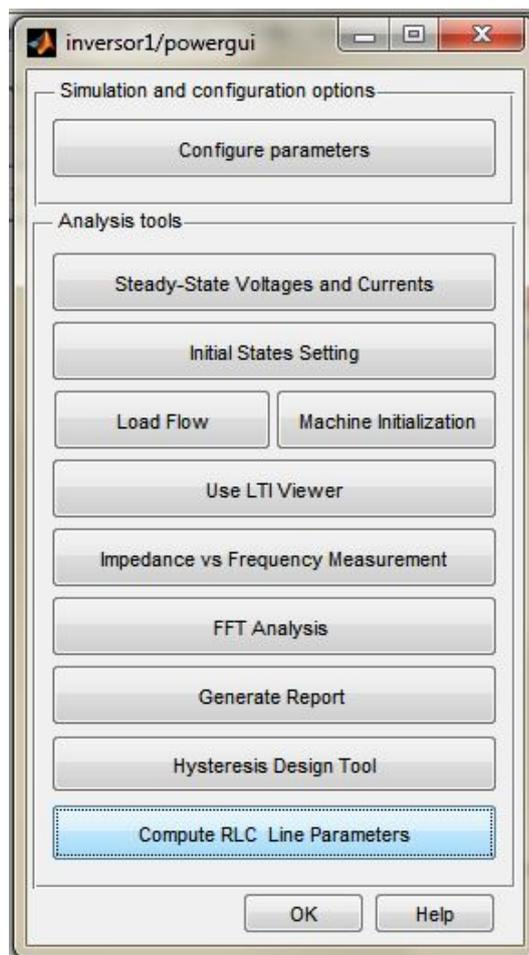 inversor1/powergui
Simulation and configuration options
Configure parameters
Analysis tools
Steady-State Voltages and Currents
Initial States Setting
Load Flow
Machine Initialization
Use LTI Viewer
Impedance vs Frequency Measurement
FFT Analysis
Generate Report
Hysteresis Design Tool
Compute RLC Line Parameters
OK
Help